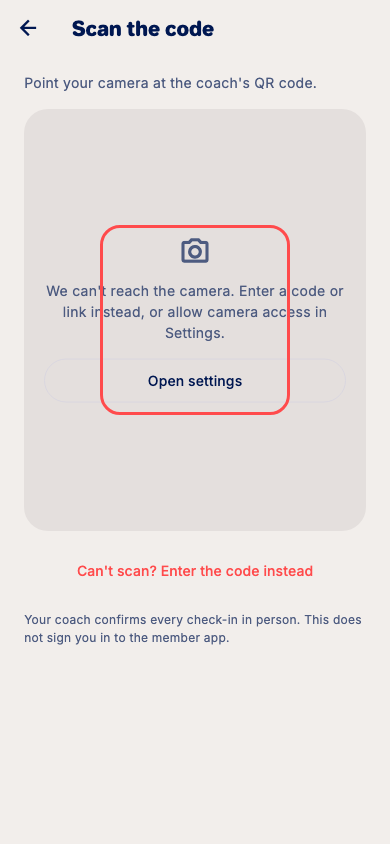 Scan the code
Point your camera at the coach's QR code.
We can't reach the camera. Enter a code or
link instead, or allow camera access in
Settings.
Open settings
Can't scan? Enter the code instead
Your coach confirms every check-in in person. This does
not sign you in to the member app.